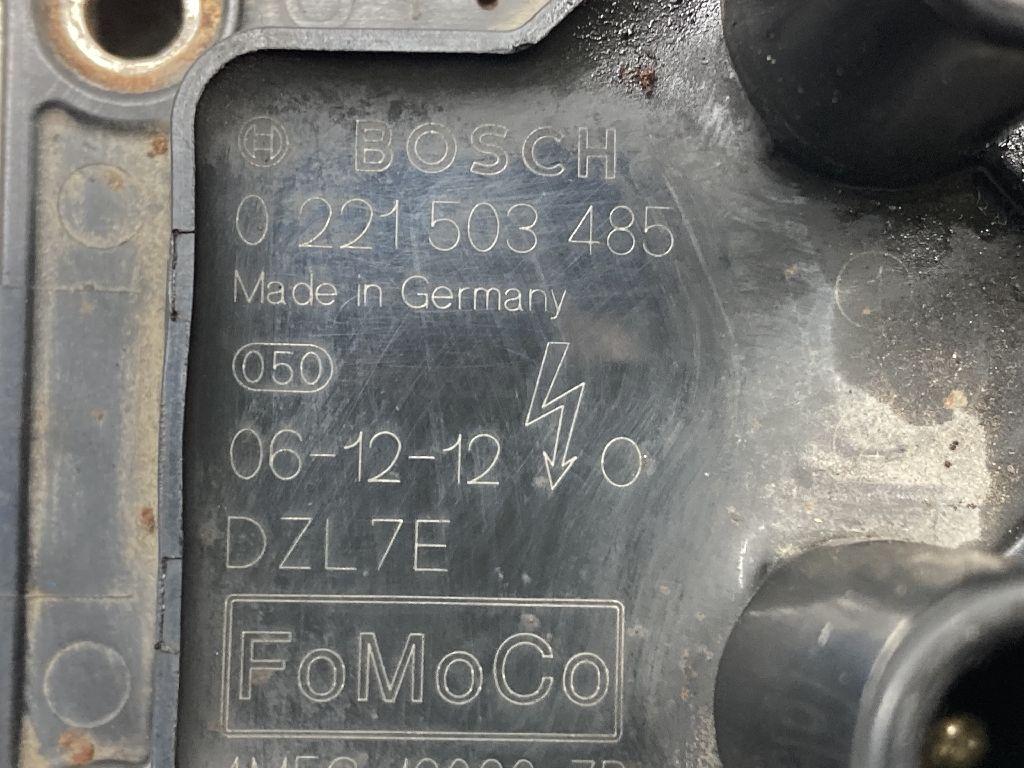 BOSCH
0 221 503 485
Made in Germany
050
06-12-12 O
DZL7E
FoMoCo